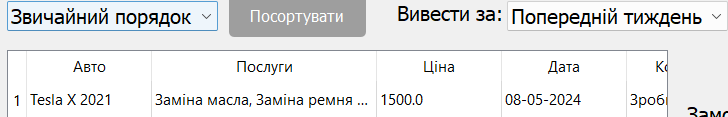 Звичайний порядок Посортувати Вивести за: Попередній тиждень
Авто Послуги Ціна Дата
1 Tesla X 2021 Заміна масла, Заміна ремня ... 1500.0 08-05-2024